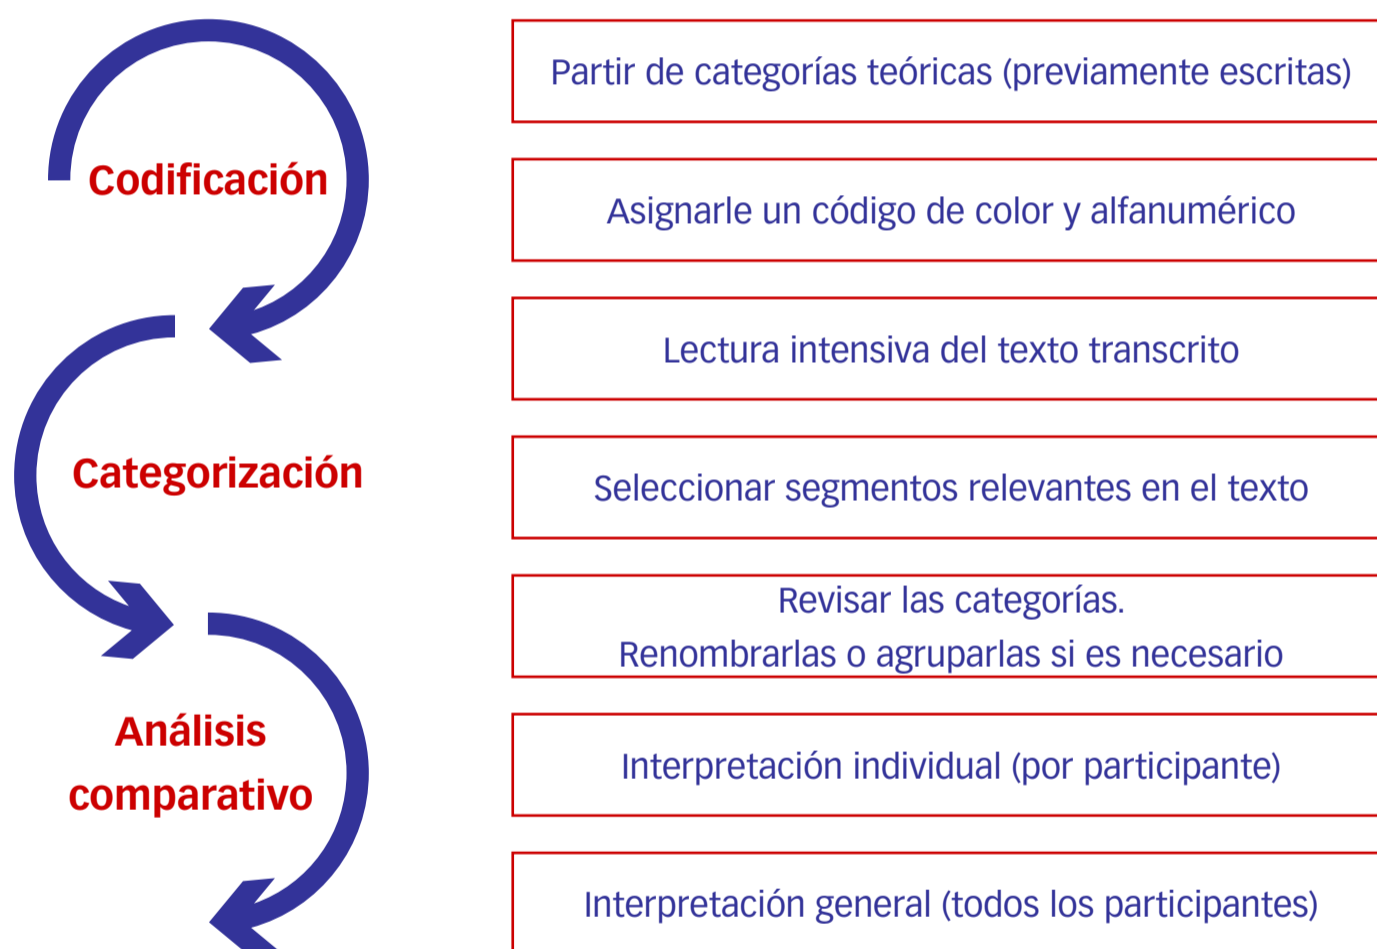 Codificación
Categorización
Análisis
comparativo
Partir de categorías teóricas (previamente escritas)
Asignarle un código de color y alfanumérico
Lectura intensiva del texto transcrito
Seleccionar segmentos relevantes en el texto
Revisar las categorías.
Renombrarlas o agruparlas si es necesario
Interpretación individual (por participante)
Interpretación general (todos los participantes)